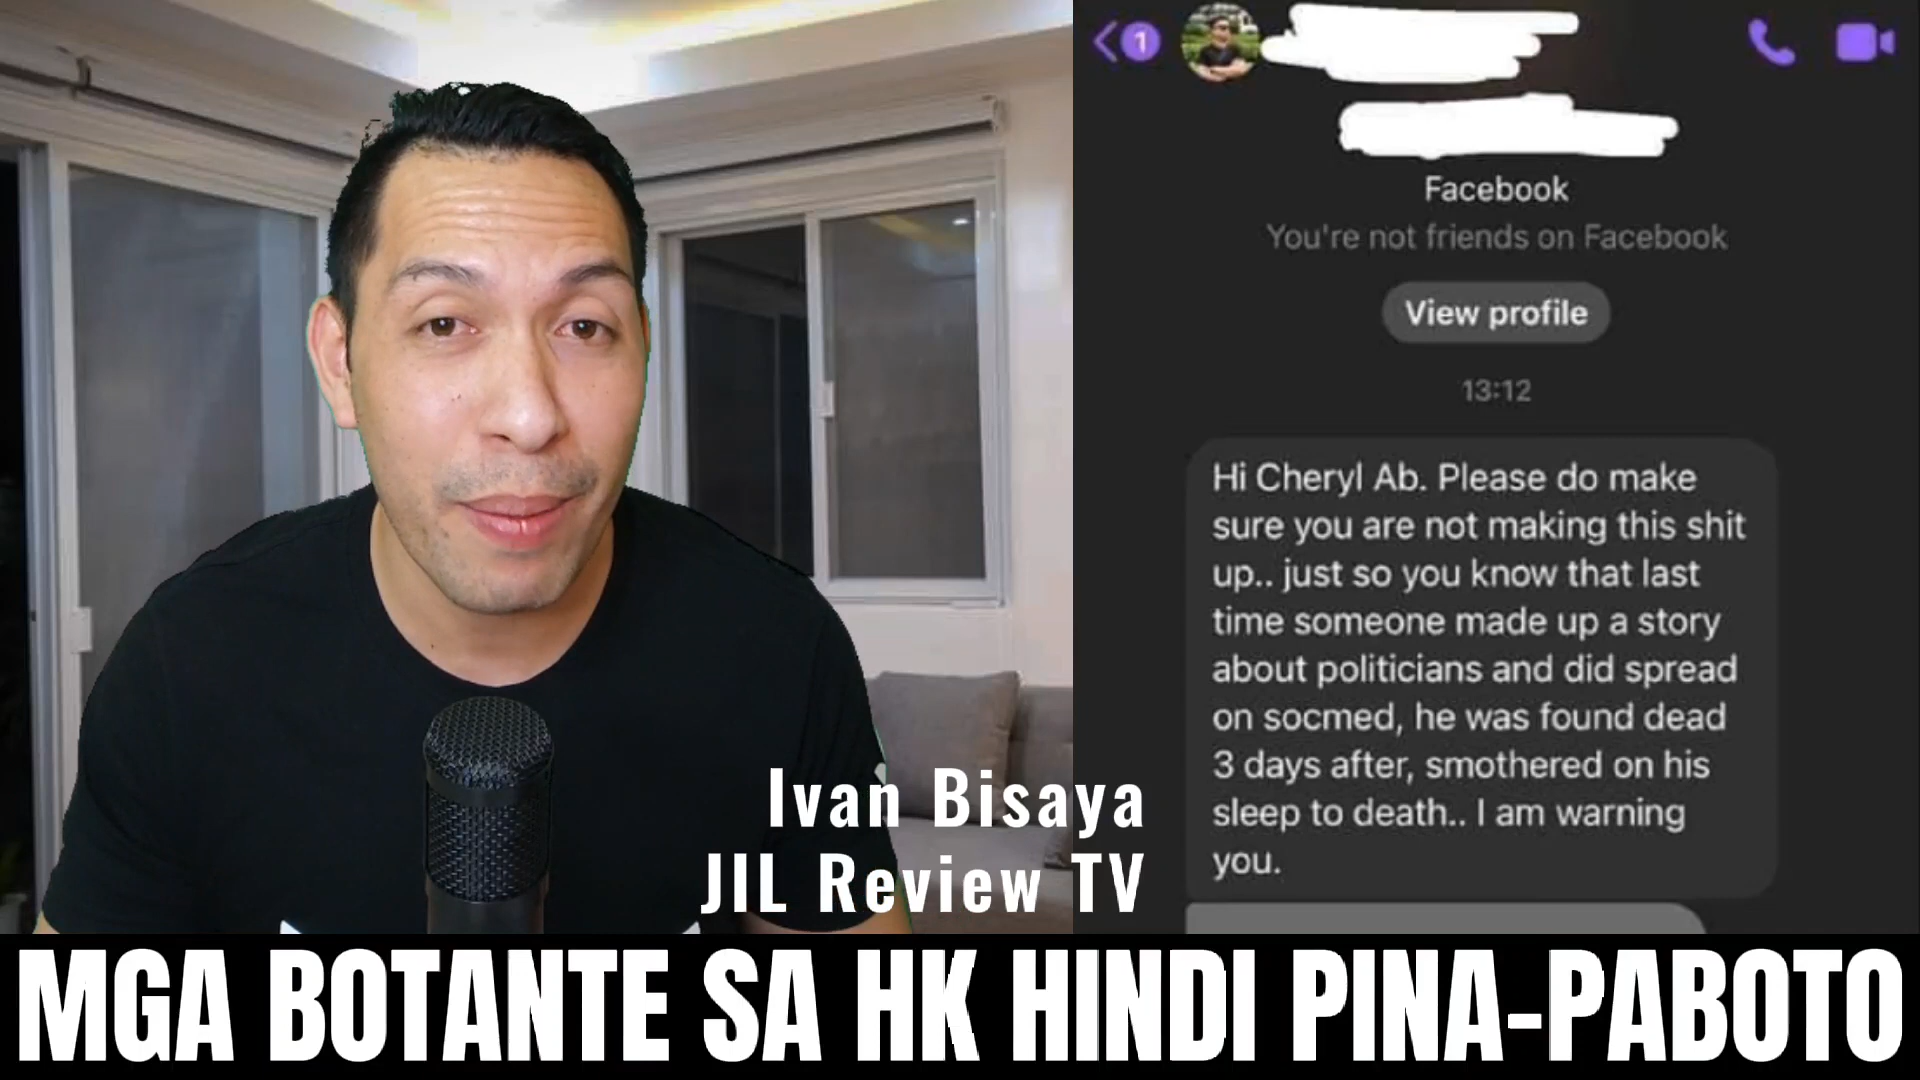 1
Facebook
You're not friends on Facebook
View profile
13:12
Hi Cheryl Ab. Please do make
sure you are not making this shit
up.. just so you know that last
time someone made up a story
about politicians and did spread
on socmed, he was found dead
3 days after, smothered on his
sleep to death.. I am warning
you.
Ivan Bisaya
JIL Review TV
MGA BOTANTE SA HK HINDI PINA-PABOTO